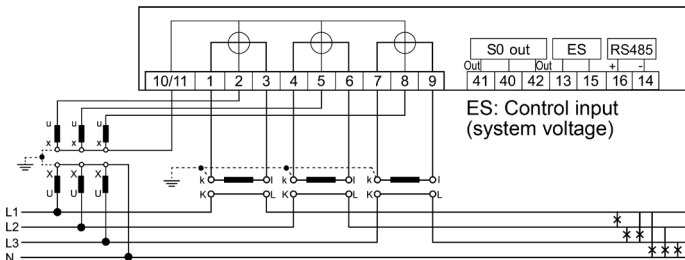 S0 out ES RS485
Out Out + -
10/11 1 2 3 4 5 6 7 8 9 41 40 42 13 15 16 14
ES: Control input
(system voltage)
u u u
x x x
X X X
U U U
k l k l k l
K L K L K L
L1
L2
L3
N